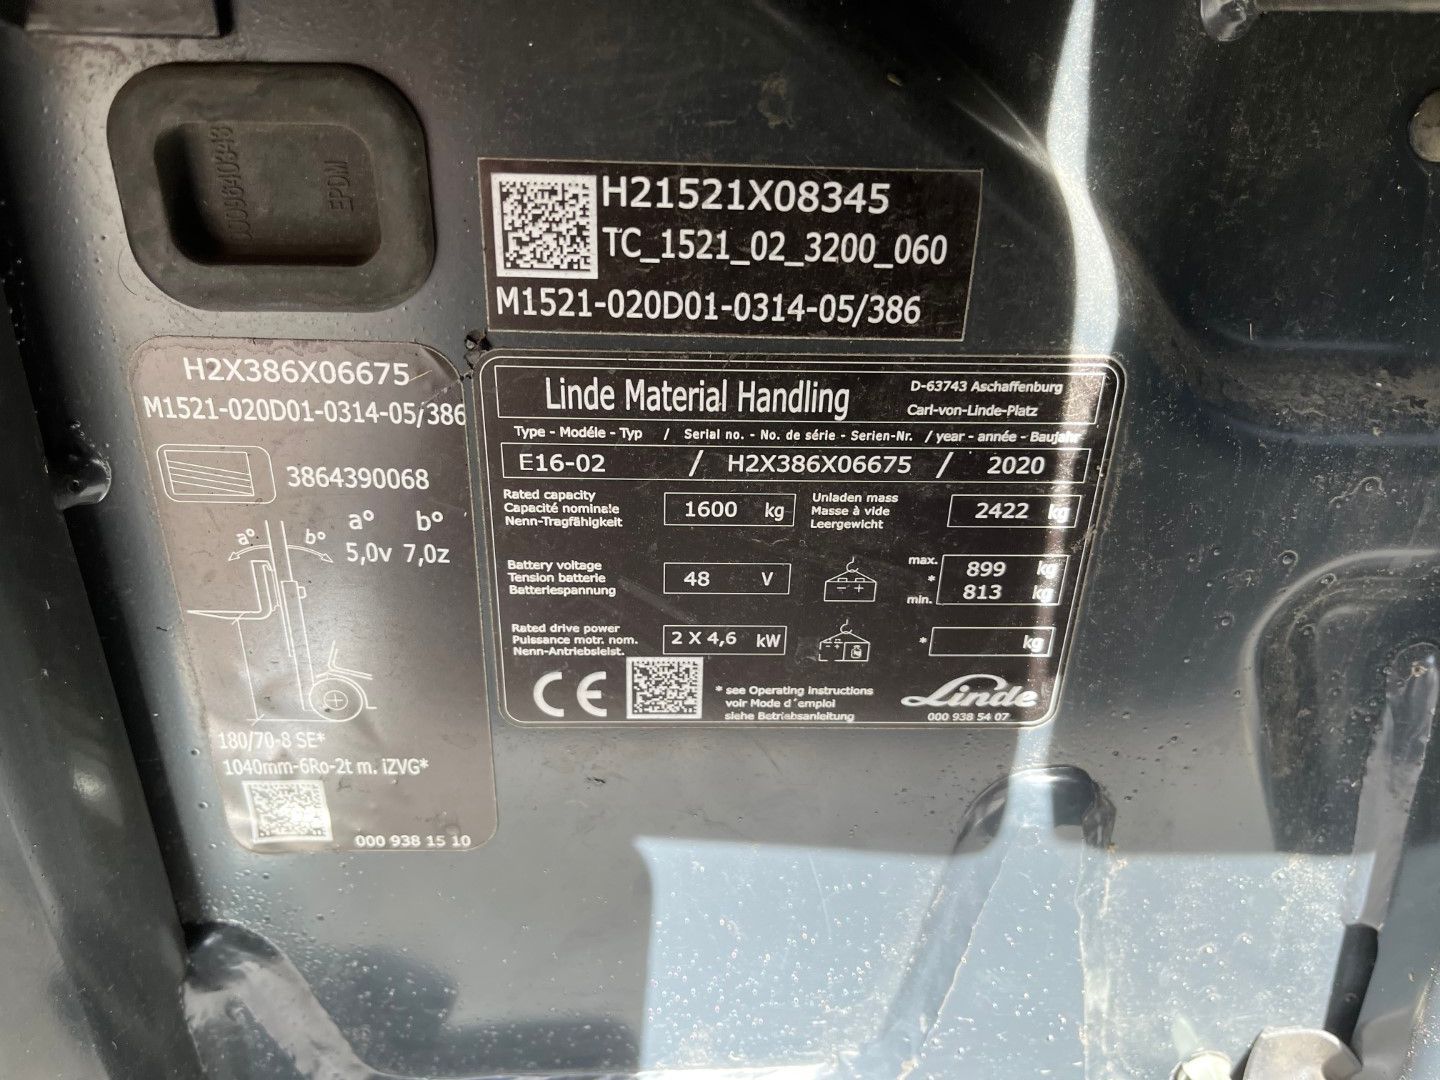 EPDM
H21521X08345
TC_1521_02_3200_060
M1521-020D01-0314-05/386
H2X386X06675
M1521-020D01-0314-05/386
3864390068
a° b°
a° b°
5,0v 7,0z
180/70-8 SE*
1040mm-6Ro-2t m. iZVG*
000 938 15 10
Linde Material Handling
D-63743 Aschaffenburg
Carl-von-Linde-Platz
Type - Modéle - Typ / Serial no. - No. de série - Serien-Nr. / year - année - Baujahr
E16-02 / H2X386X06675 / 2020
Rated capacity
Capacité nominale
Nenn-Tragfähigkeit
1600 kg
Unladen mass
Masse à vide
Leergewicht
2422 kg
Battery voltage
Tension batterie
Batteriespannung
48 V
- +
max. 899 kg
*
min. 813 kg
Rated drive power
Puissance motr. nom.
Nenn-Antriebsleist.
2 X 4,6 kW
* kg
CE
* see Operating instructions
voir Mode d´emploi
siehe Betriebsanleitung
Linde
000 938 54 07